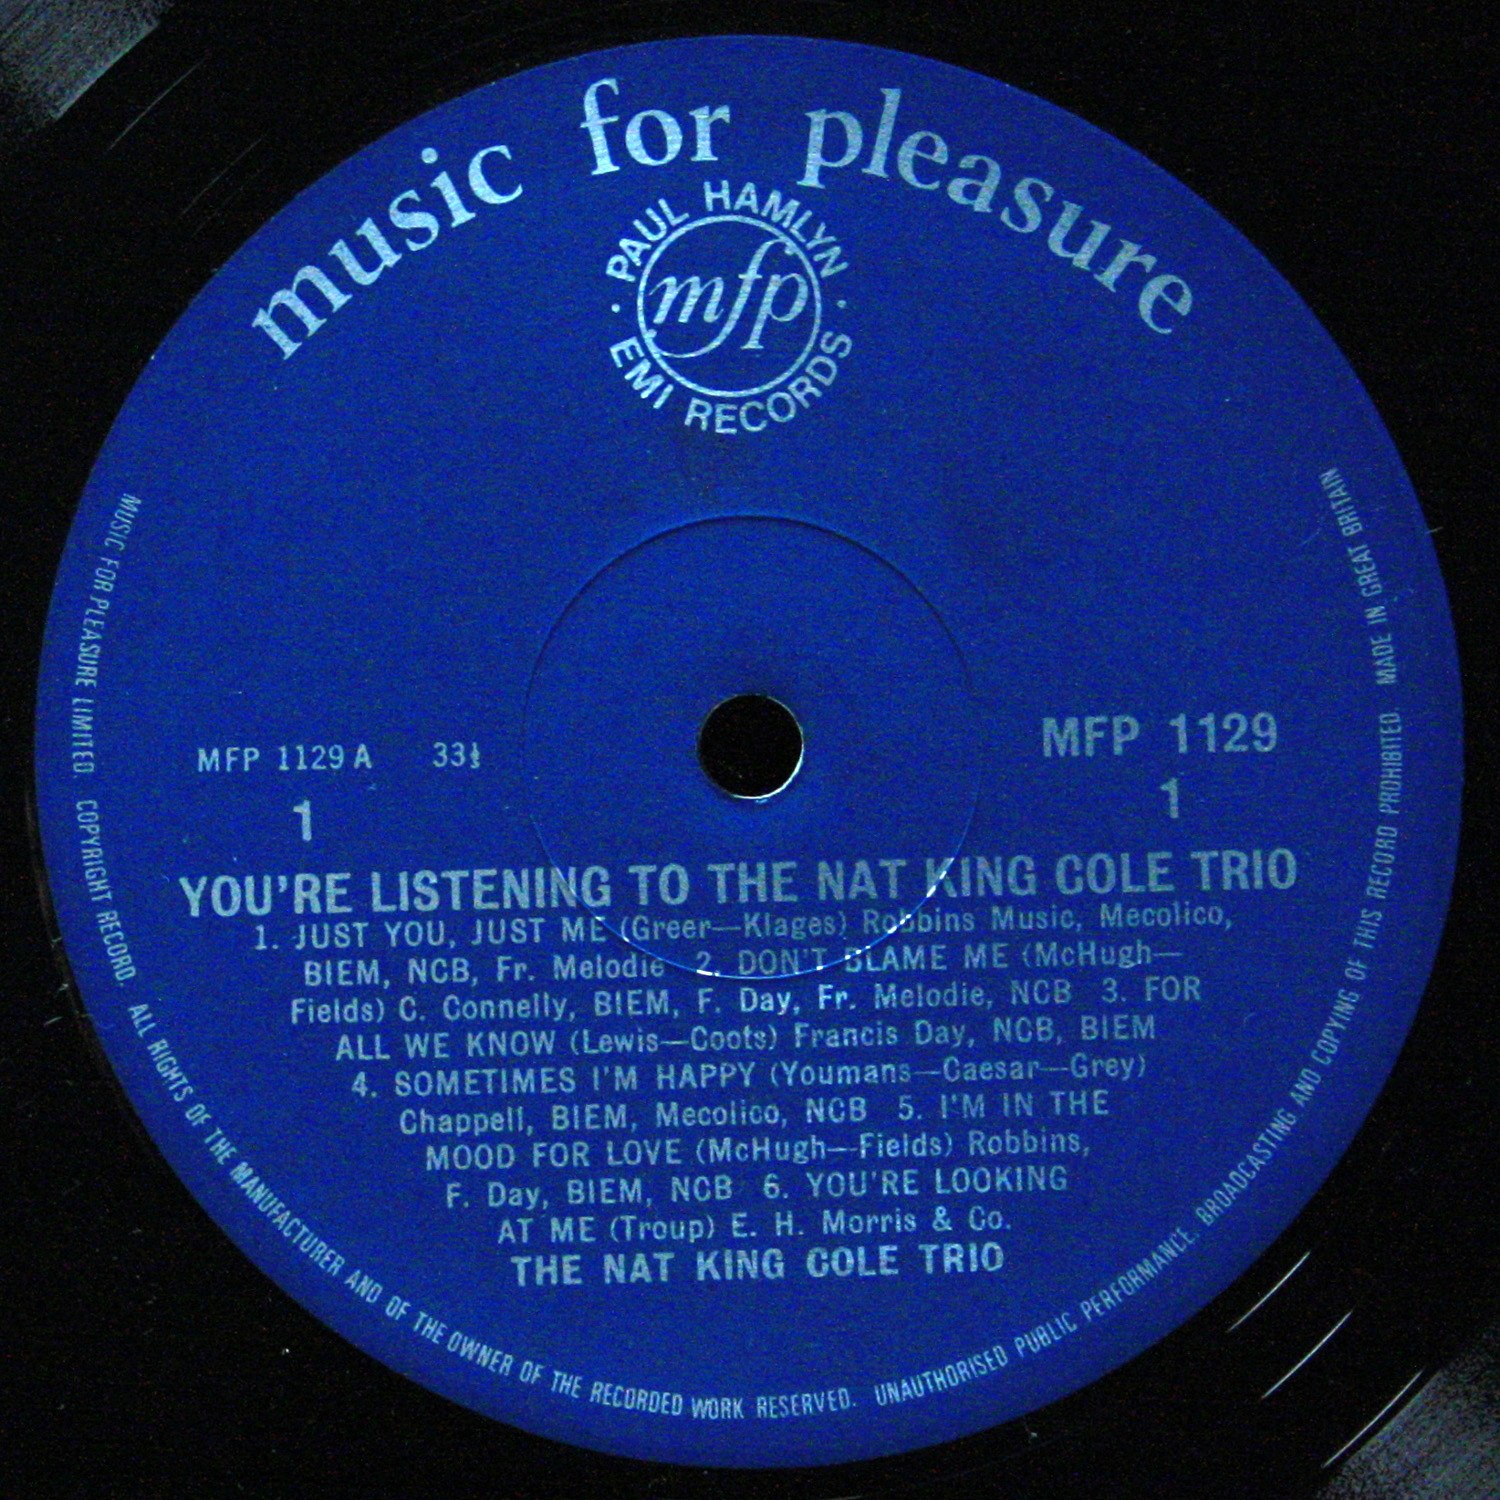 music for pleasure
PAUL HAMLYN
mfp
EMI RECORDS
MFP 1129 A 33⅓
1
MFP 1129
1
YOU'RE LISTENING TO THE NAT KING COLE TRIO
1. JUST YOU, JUST ME (Greer—Klages) Robbins Music, Mecolico,
BIEM, NCB, Fr. Melodie 2. DON'T BLAME ME (McHugh—
Fields) C. Connelly, BIEM, F. Day, Fr. Melodie, NCB 3. FOR
ALL WE KNOW (Lewis—Coots) Francis Day, NCB, BIEM
4. SOMETIMES I'M HAPPY (Youmans—Caesar—Grey)
Chappell, BIEM, Mecolico, NCB 5. I'M IN THE
MOOD FOR LOVE (McHugh—Fields) Robbins,
F. Day, BIEM, NCB 6. YOU'RE LOOKING
AT ME (Troup) E. H. Morris & Co.
THE NAT KING COLE TRIO
MUSIC FOR PLEASURE LIMITED. COPYRIGHT RECORD. ALL RIGHTS OF THE MANUFACTURER AND OF THE OWNER OF THE RECORDED WORK RESERVED. UNAUTHORISED PUBLIC PERFORMANCE, BROADCASTING AND COPYING OF THIS RECORD PROHIBITED. MADE IN GREAT BRITAIN